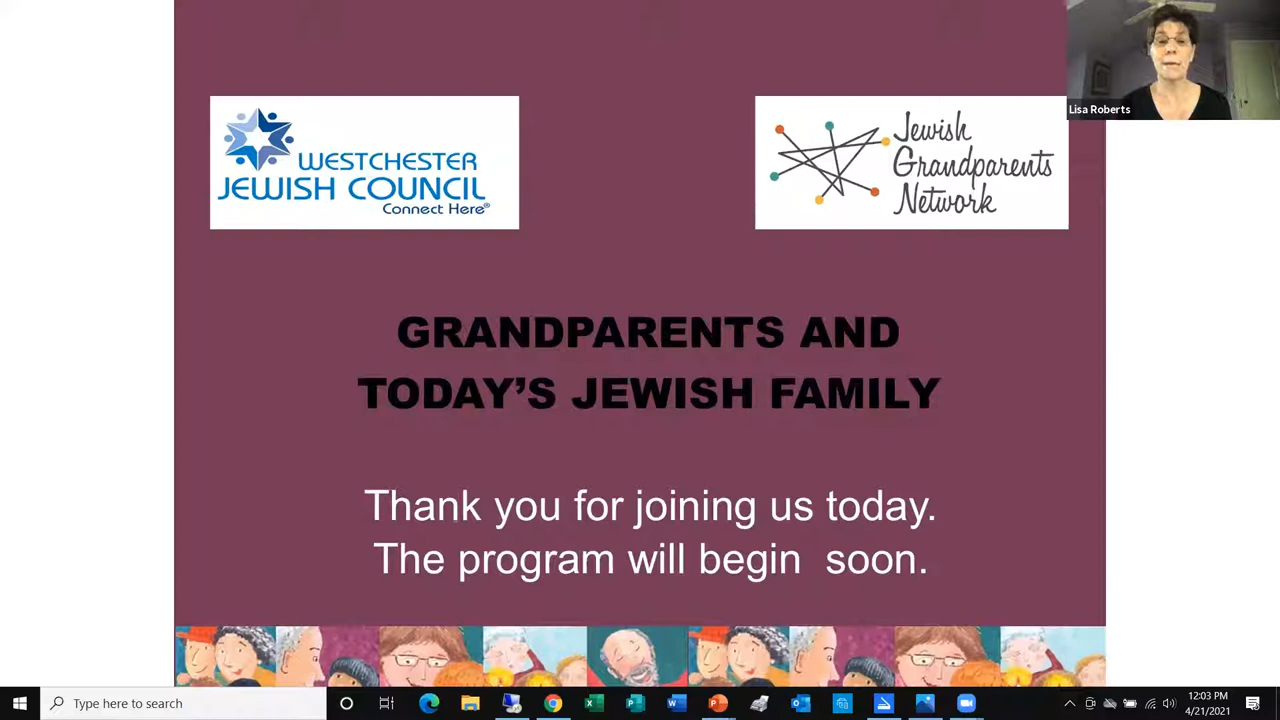 Lisa Roberts
WESTCHESTER
JEWISH COUNCIL
Connect Here®
Jewish
Grandparents
Network
GRANDPARENTS AND
TODAY'S JEWISH FAMILY
Thank you for joining us today.
The program will begin  soon.
Type here to search
12:03 PM
4/21/2021